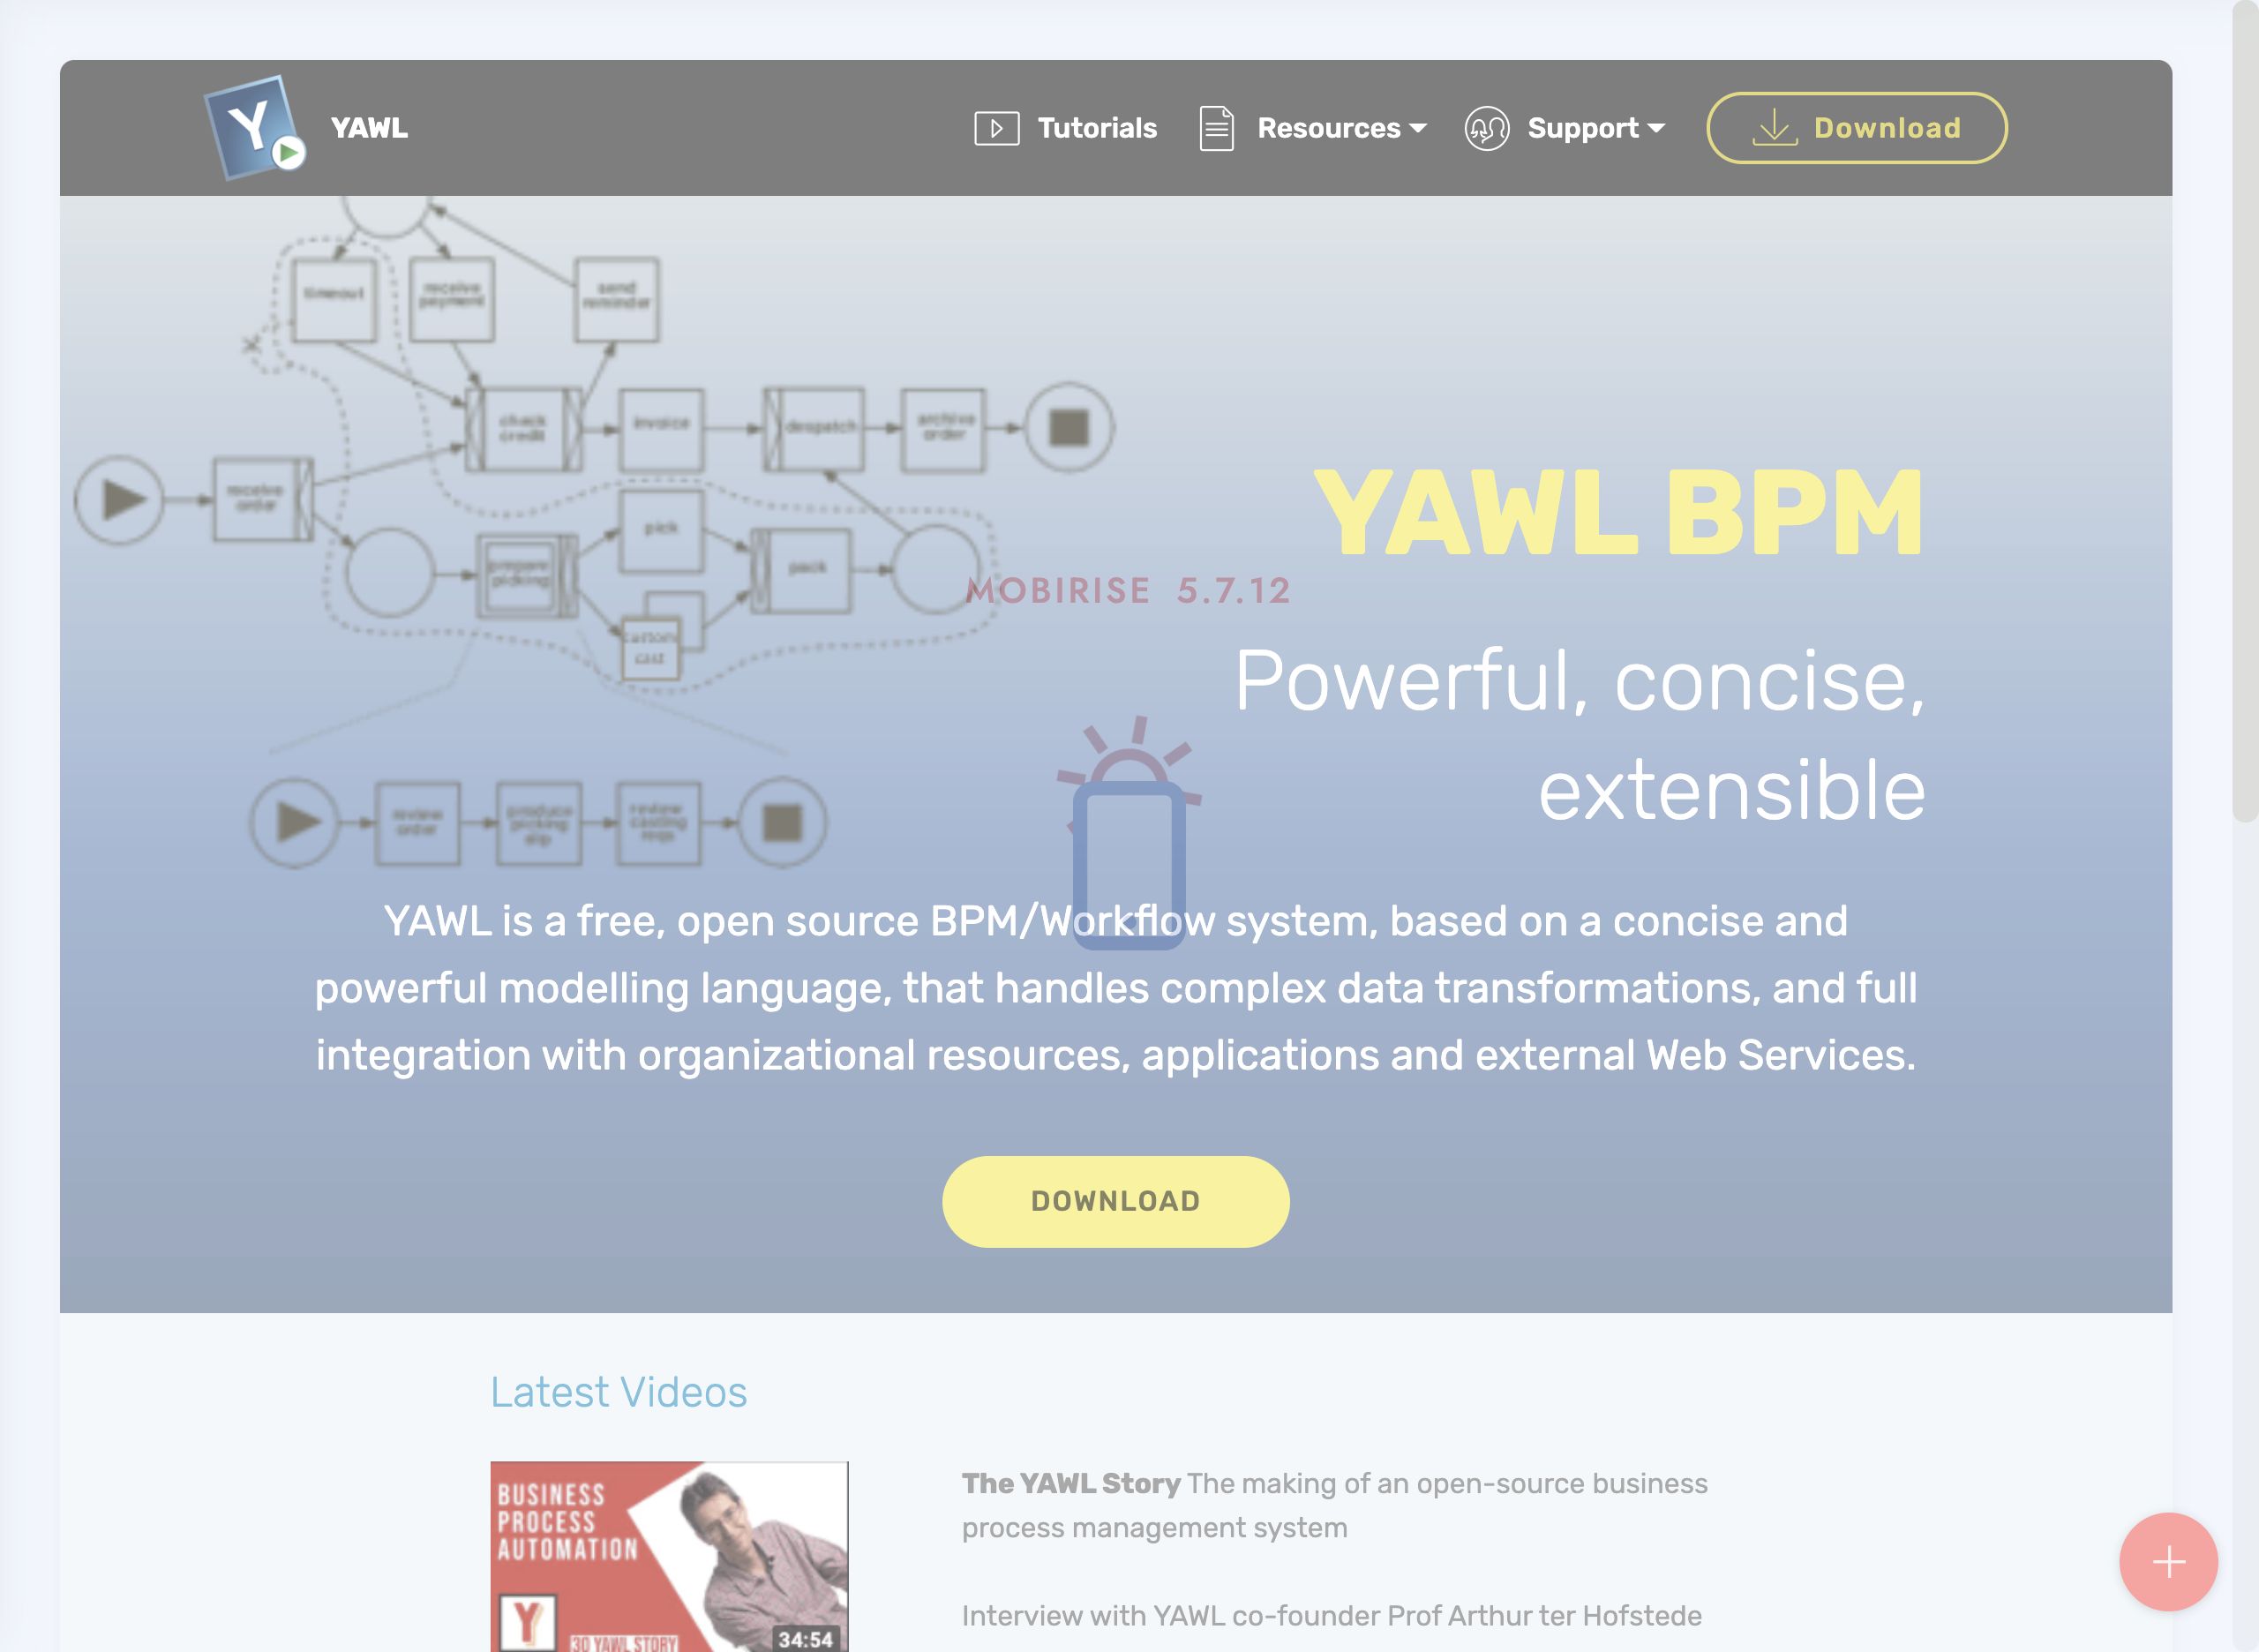 Y
YAWL
Tutorials
Resources
Support
Download
timeout
receive
payment
send
reminder
check
credit
invoice
despatch
archive
order
receive
order
pick
prepare
picking
pack
custom
cast
review
order
produce
picking
slip
review
casting
reqs
YAWL BPM
MOBIRISE 5.7.12
Powerful, concise,
extensible
YAWL is a free, open source BPM/Workflow system, based on a concise and
powerful modelling language, that handles complex data transformations, and full
integration with organizational resources, applications and external Web Services.
DOWNLOAD
Latest Videos
BUSINESS
PROCESS
AUTOMATION
Y
3D YAWL STORY
34:54
The YAWL Story The making of an open-source business
process management system
Interview with YAWL co-founder Prof Arthur ter Hofstede